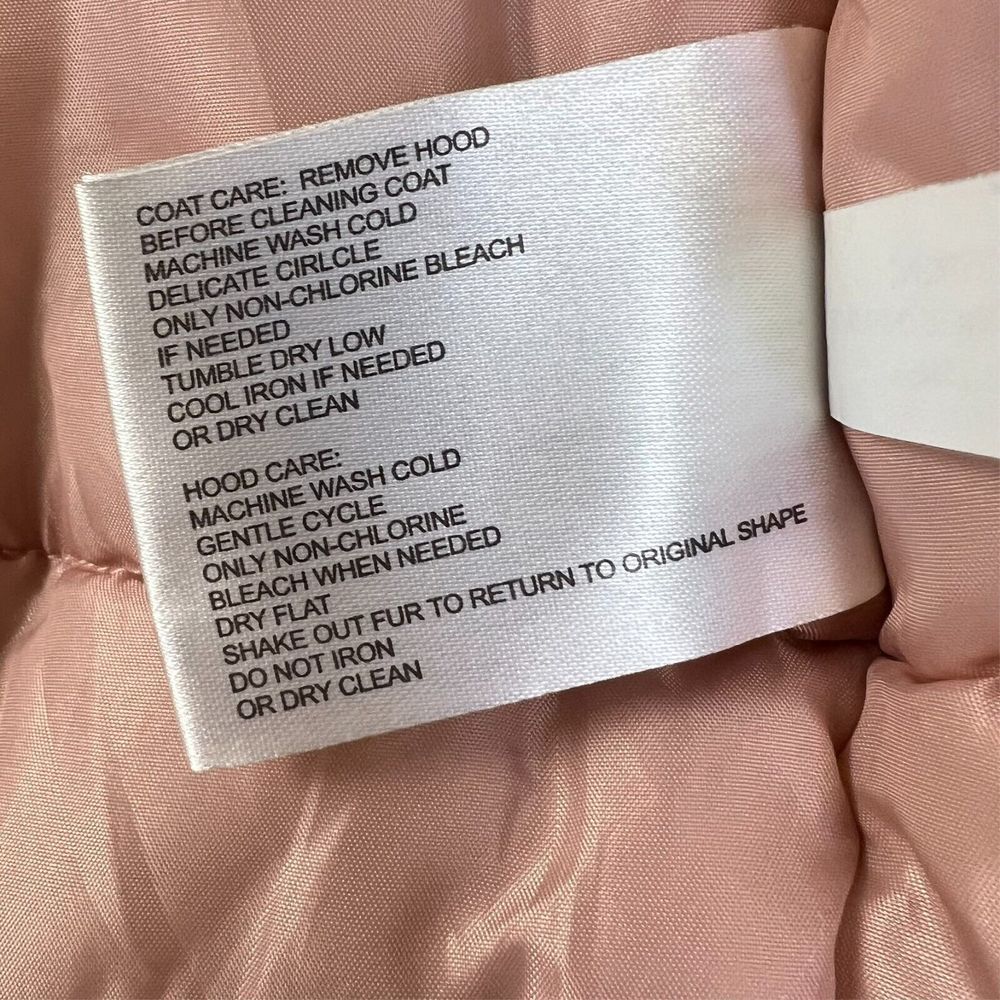 COAT CARE: REMOVE HOOD
BEFORE CLEANING COAT
MACHINE WASH COLD
DELICATE CIRLCLE
ONLY NON-CHLORINE BLEACH
IF NEEDED
TUMBLE DRY LOW
COOL IRON IF NEEDED
OR DRY CLEAN
HOOD CARE:
MACHINE WASH COLD
GENTLE CYCLE
ONLY NON-CHLORINE
BLEACH WHEN NEEDED
DRY FLAT
SHAKE OUT FUR TO RETURN TO ORIGINAL SHAPE
DO NOT IRON
OR DRY CLEAN